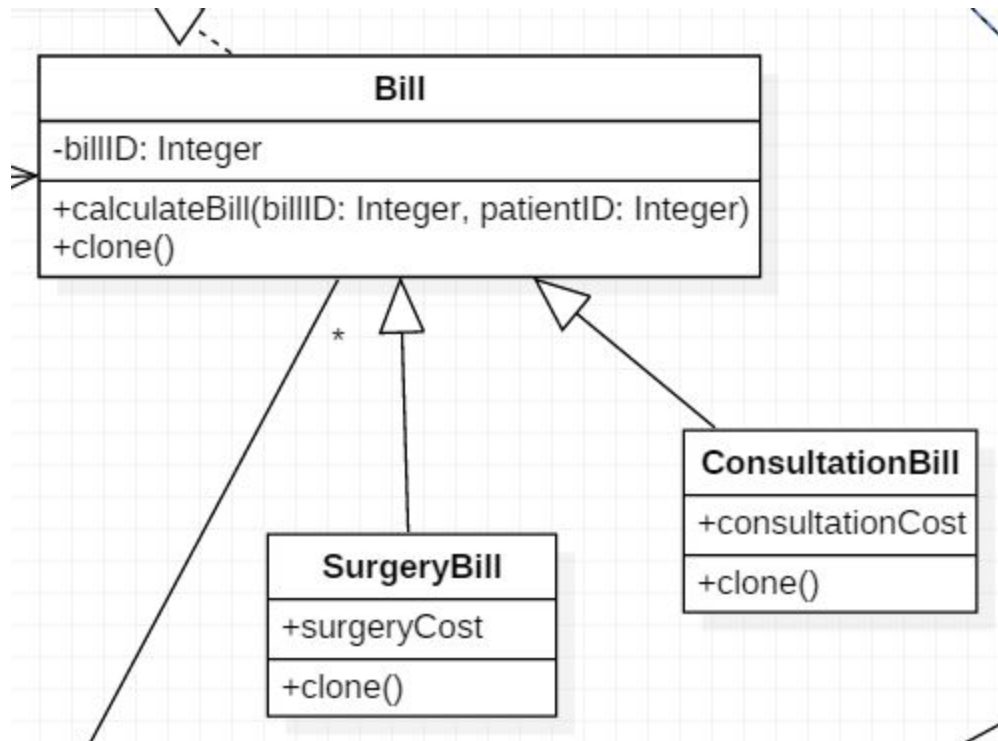 Bill
-billID: Integer
+calculateBill(billID: Integer, patientID: Integer)
+clone()
*
ConsultationBill
+consultationCost
+clone()
SurgeryBill
+surgeryCost
+clone()